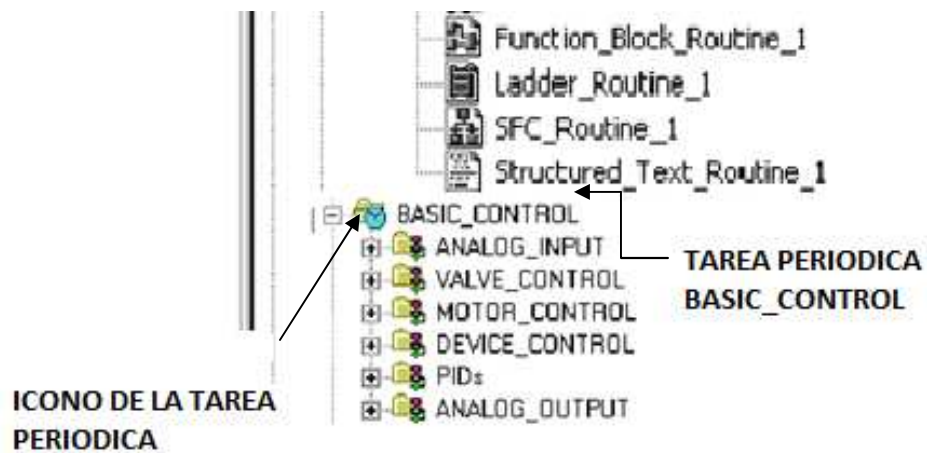 Function_Block_Routine_1
Ladder_Routine_1
SFC_Routine_1
Structured_Text_Routine_1
BASIC_CONTROL
ANALOG_INPUT
VALVE_CONTROL
MOTOR_CONTROL
DEVICE_CONTROL
PIDs
ANALOG_OUTPUT
TAREA PERIODICA
BASIC_CONTROL
ICONO DE LA TAREA
PERIODICA